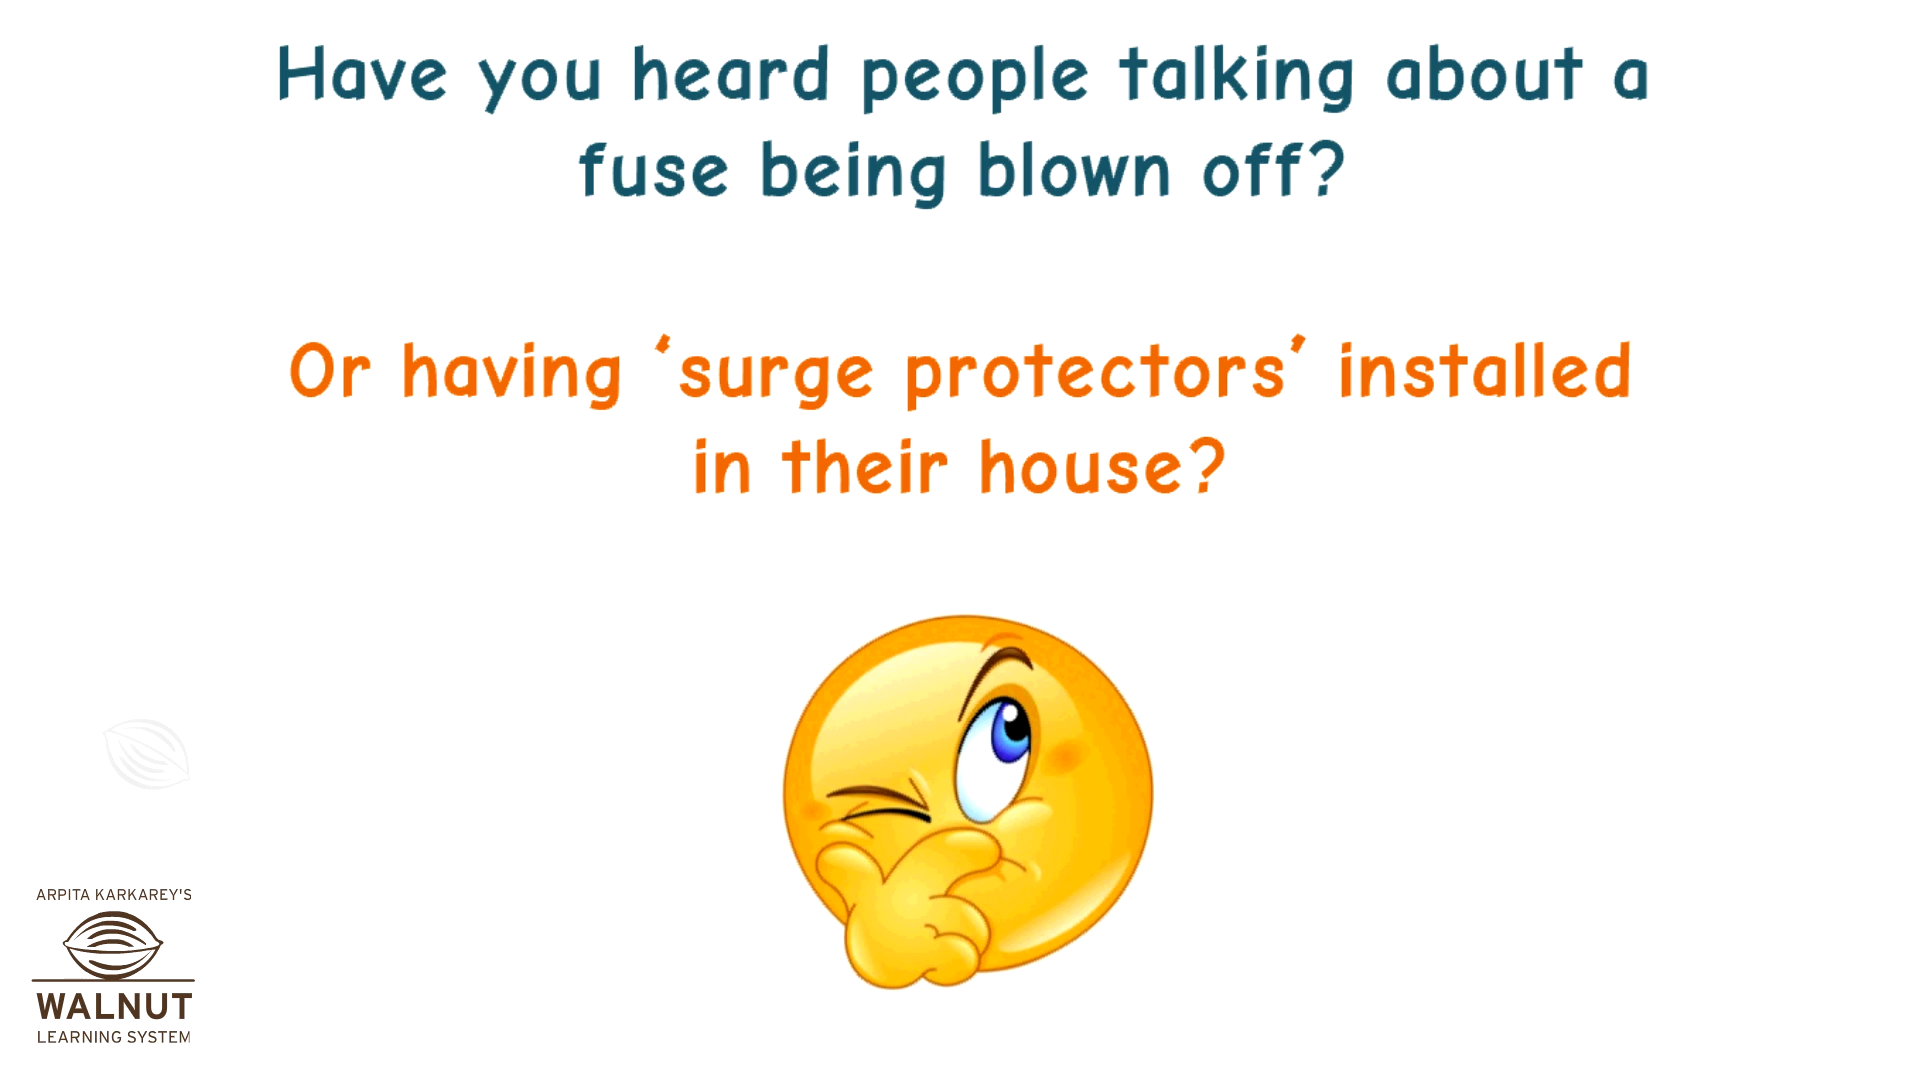 Have you heard people talking about a
fuse being blown off?
Or having ‘surge protectors’ installed
in their house?
ARPITA KARKAREY'S
WALNUT
LEARNING SYSTEM